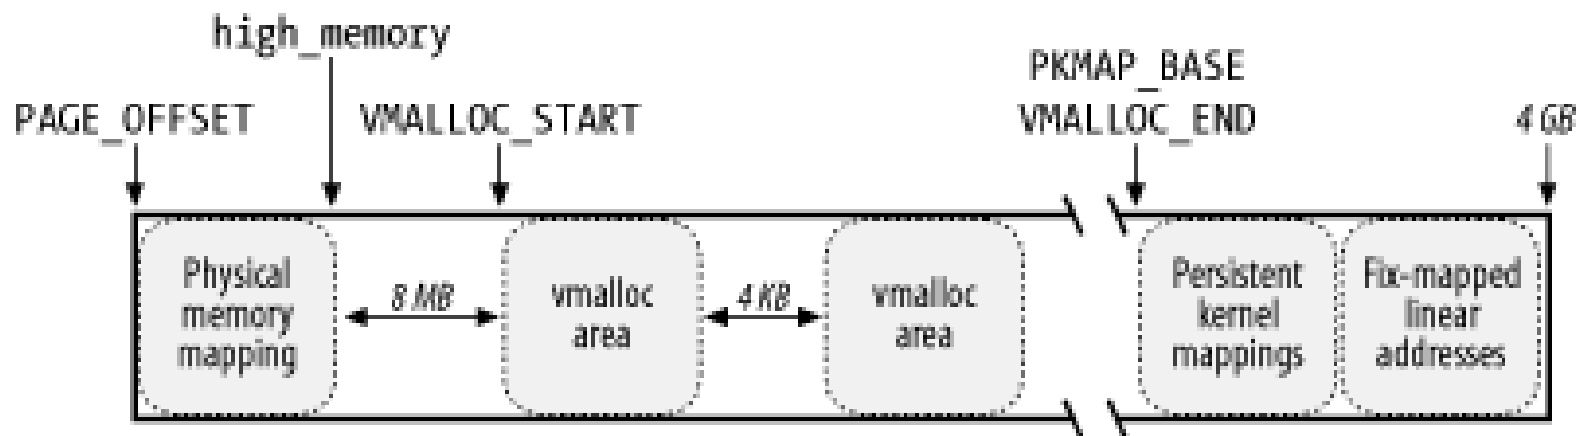 high_memory
PKMAP_BASE
PAGE_OFFSET
VMALLOC_START
VMALLOC_END
4 GB
Physical
memory
mapping
8 MB
vmalloc
area
4 KB
vmalloc
area
Persistent
kernel
mappings
Fix-mapped
linear
addresses